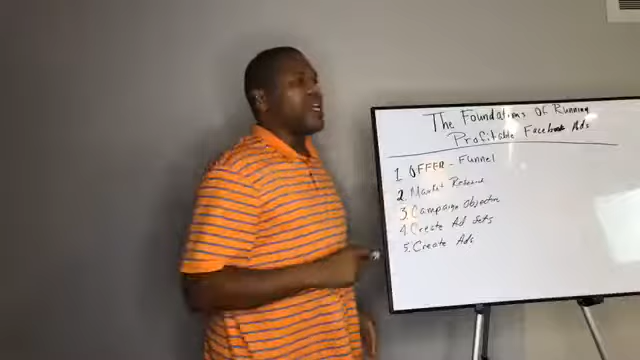 The Foundations Of Running
Profitable Facebook Ads
1 OFFER - Funnel
2 Market Research
3. Campaign Objective
4. Create Ad Sets
5. Create Ads